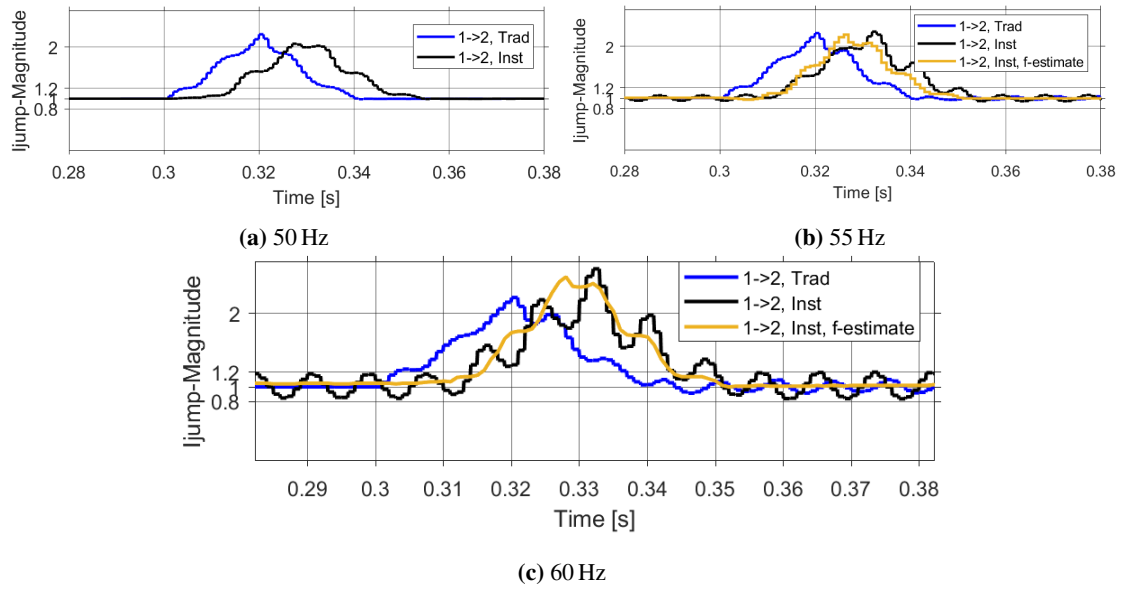 Ijump-Magnitude
2
1.2
1
0.8
0.28 0.3 0.32 0.34 0.36 0.38
Time [s]
1->2, Trad
1->2, Inst
(a) 50 Hz
Ijump-Magnitude
2
1.2
1
0.8
0.28 0.3 0.32 0.34 0.36 0.38
Time [s]
1->2, Trad
1->2, Inst
1->2, Inst, f-estimate
(b) 55 Hz
Ijump-Magnitude
2
1.2
1
0.8
0.29 0.3 0.31 0.32 0.33 0.34 0.35 0.36 0.37 0.38
Time [s]
1->2, Trad
1->2, Inst
1->2, Inst, f-estimate
(c) 60 Hz